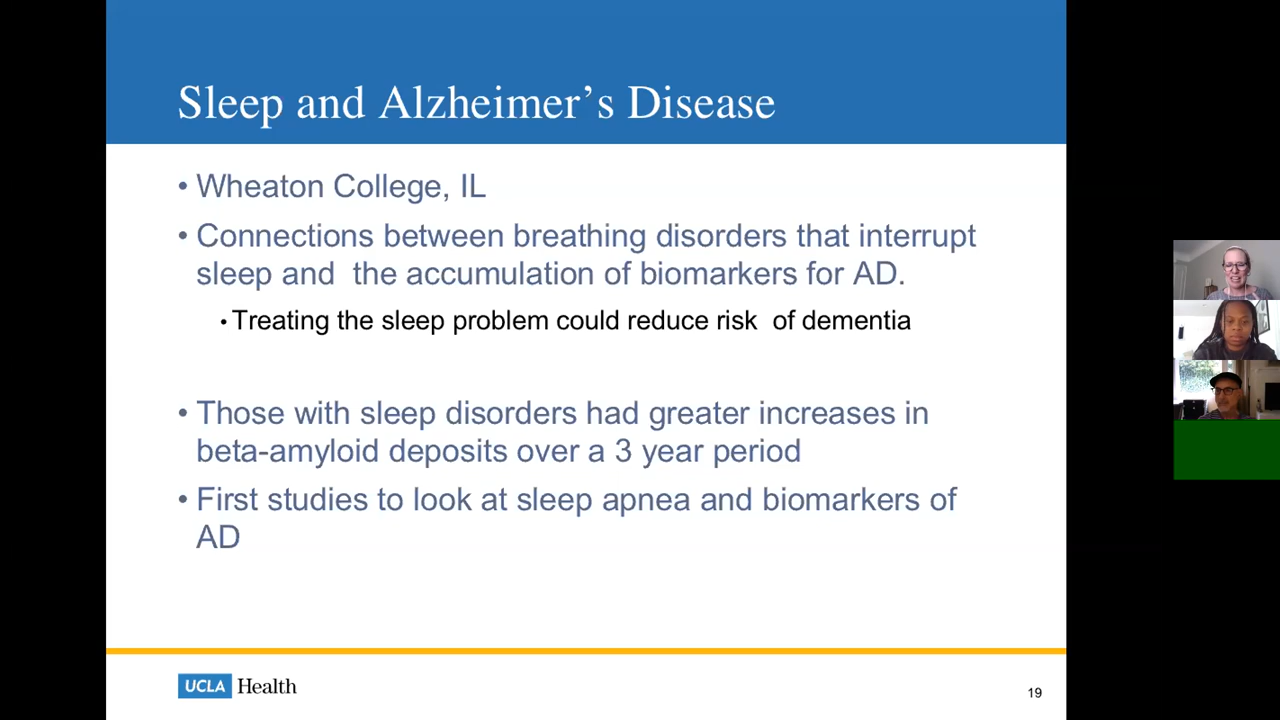 Sleep and Alzheimer’s Disease
• Wheaton College, IL
• Connections between breathing disorders that interrupt
sleep and the accumulation of biomarkers for AD.
• Treating the sleep problem could reduce risk of dementia
• Those with sleep disorders had greater increases in
beta-amyloid deposits over a 3 year period
• First studies to look at sleep apnea and biomarkers of
AD
UCLA Health
19